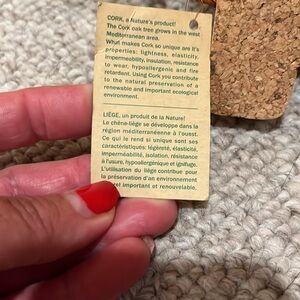 CORK, a Nature's product!
The Cork oak tree grows in the west
Mediterranean area.
What makes Cork so unique are it's
properties: lightness, elasticity,
impermeability, insulation, resistance
to wear, hypoallergenic and fire
retardent. Using Cork you contribute
to the natural preservation of a
renewable and important ecological
environment.
LIÈGE, un produit de la Nature!
Le chêne-liège se développe dans la
région méditerranéenne à l'ouest.
Ce qui le rend si unique sont ses
caractéristiques: légèreté, élasticité,
imperméabilité, isolation, résistance
à l'usure, hypoallergénique et ignifuge.
L'utilisation du liège contribue pour
la préservation d'an environnement
important et renouvelable.